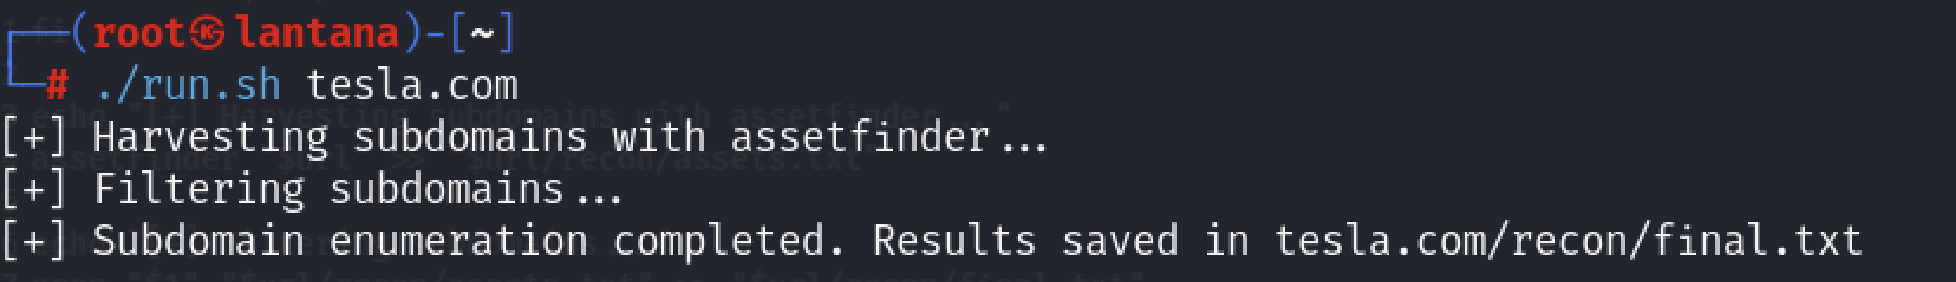 ┌──(root㉿lantana)-[~]
└─# ./run.sh tesla.com
[+] Harvesting subdomains with assetfinder...
[+] Filtering subdomains...
[+] Subdomain enumeration completed. Results saved in tesla.com/recon/final.txt